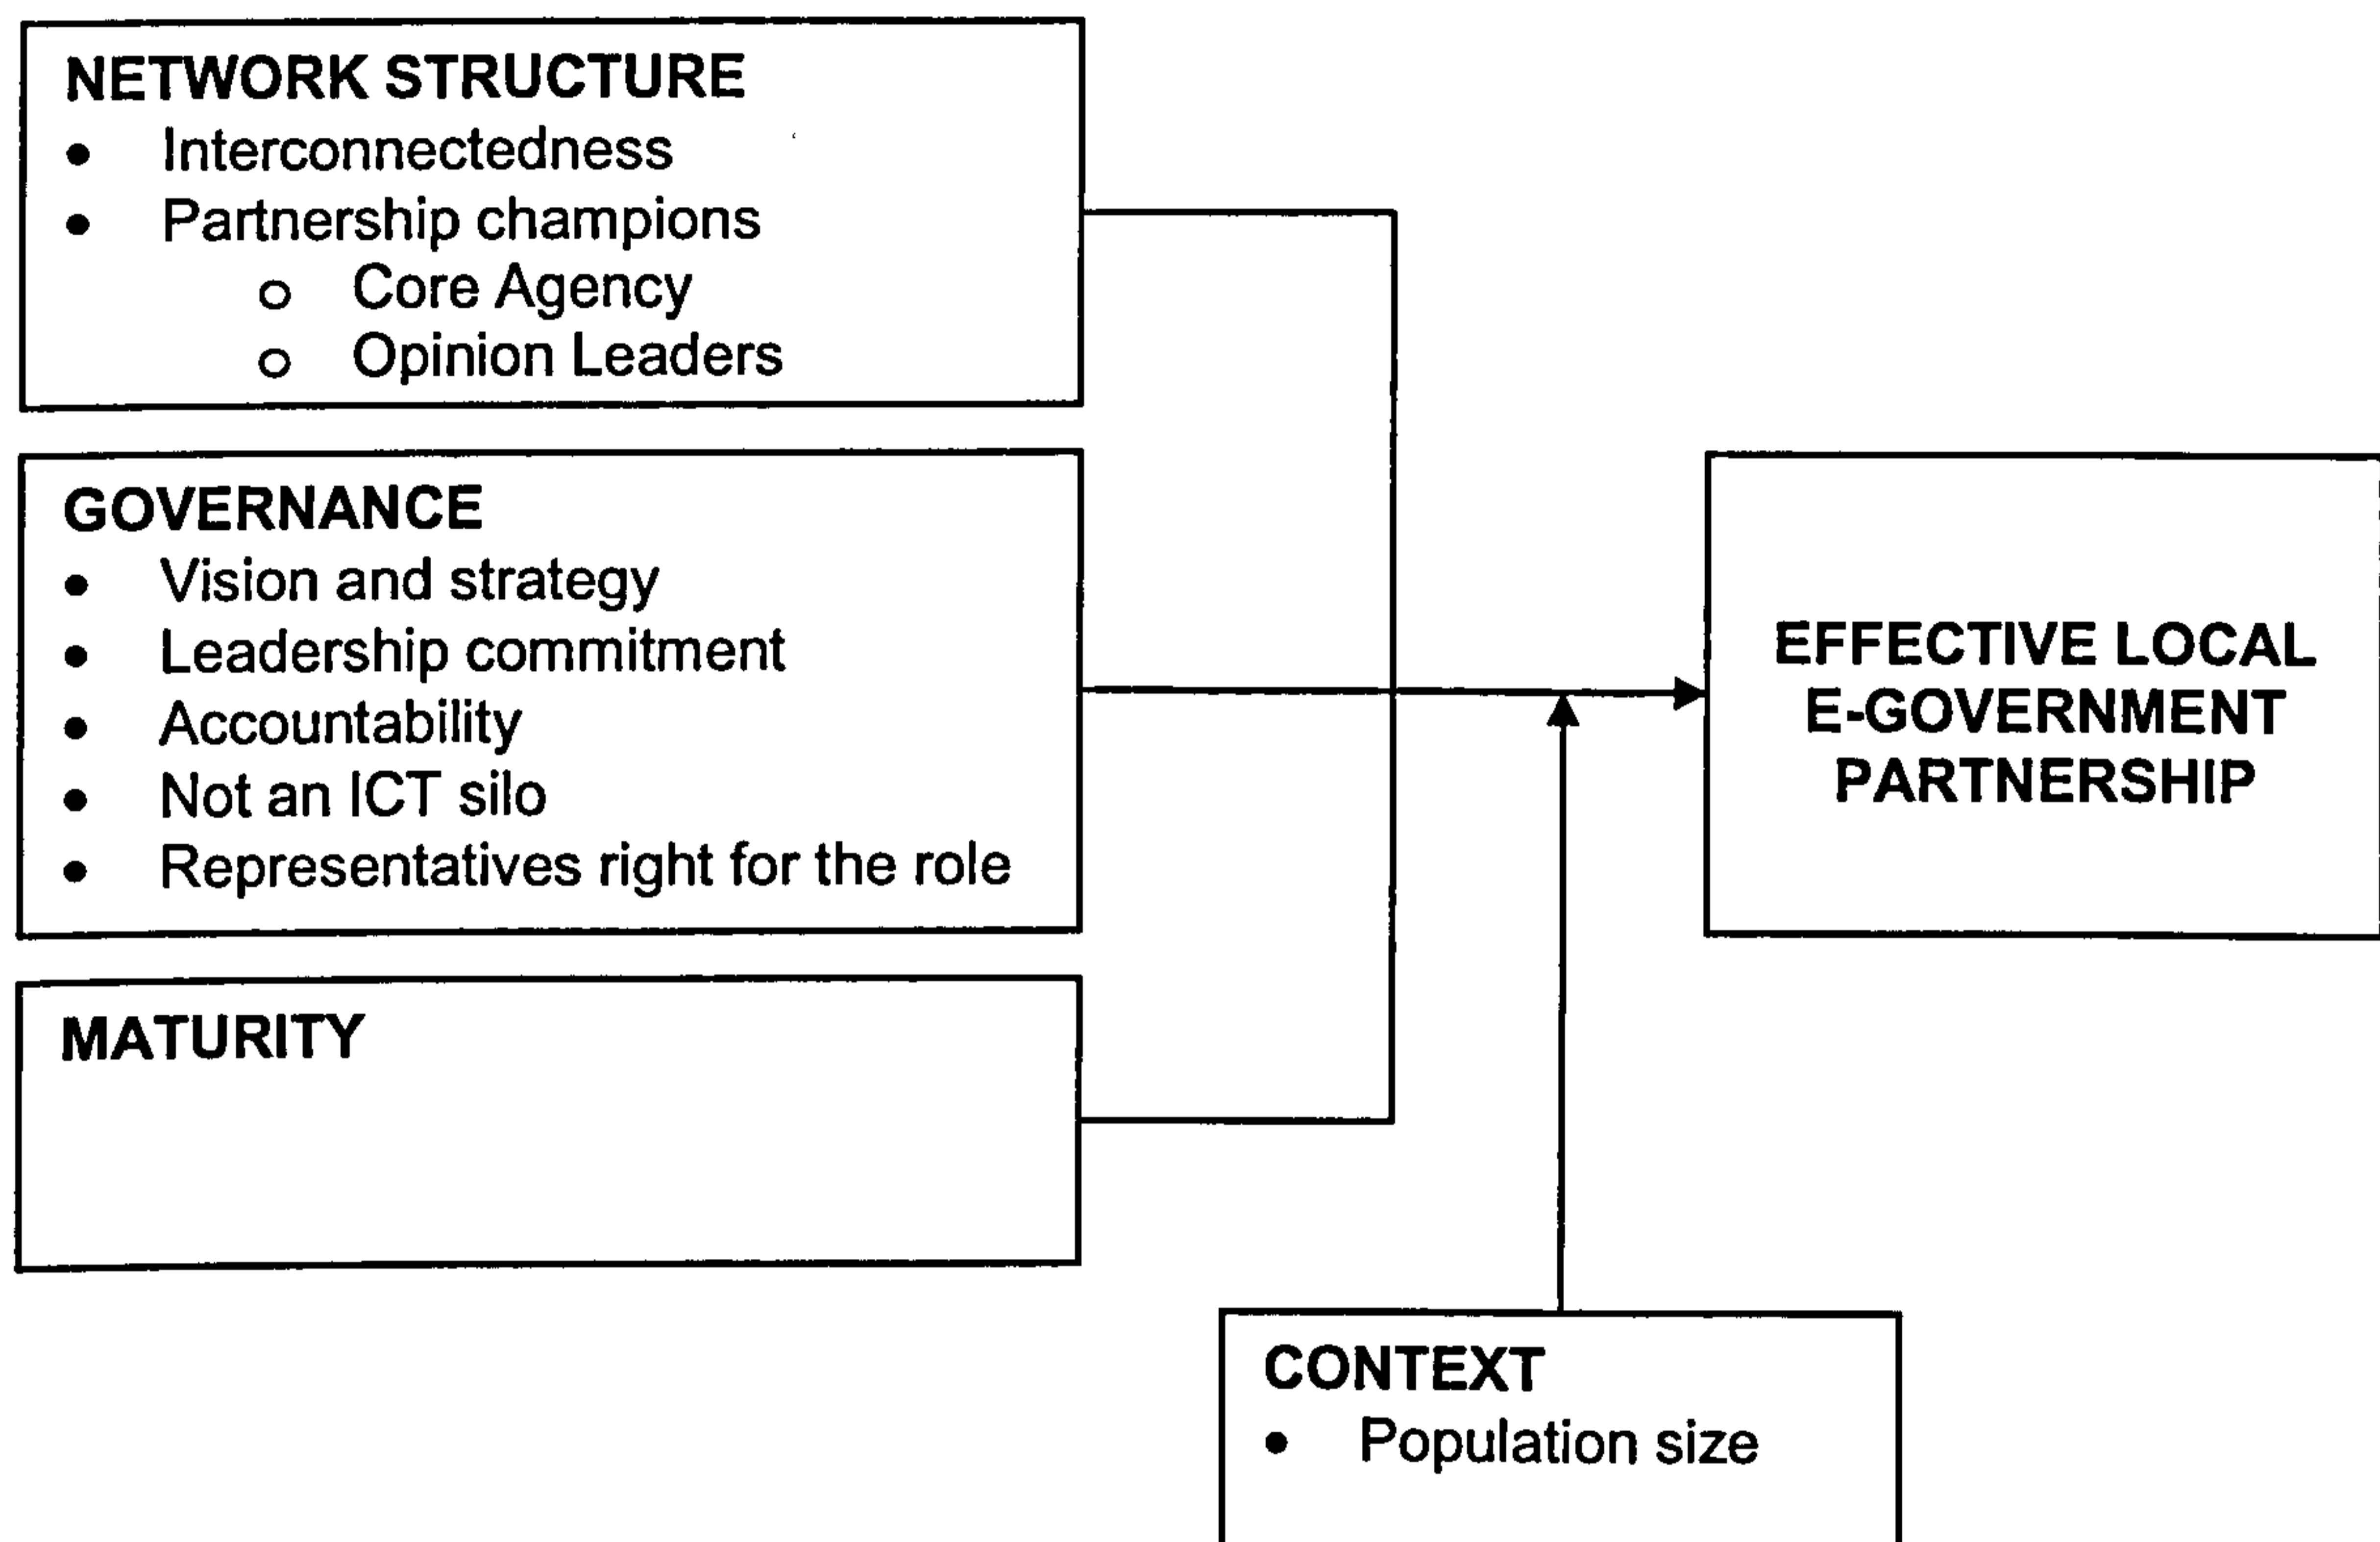 NETWORK STRUCTURE
• Interconnectedness
• Partnership champions
o Core Agency
o Opinion Leaders
GOVERNANCE
• Vision and strategy
• Leadership commitment
• Accountability
• Not an ICT silo
• Representatives right for the role
MATURITY
EFFECTIVE LOCAL
E-GOVERNMENT
PARTNERSHIP
CONTEXT
• Population size